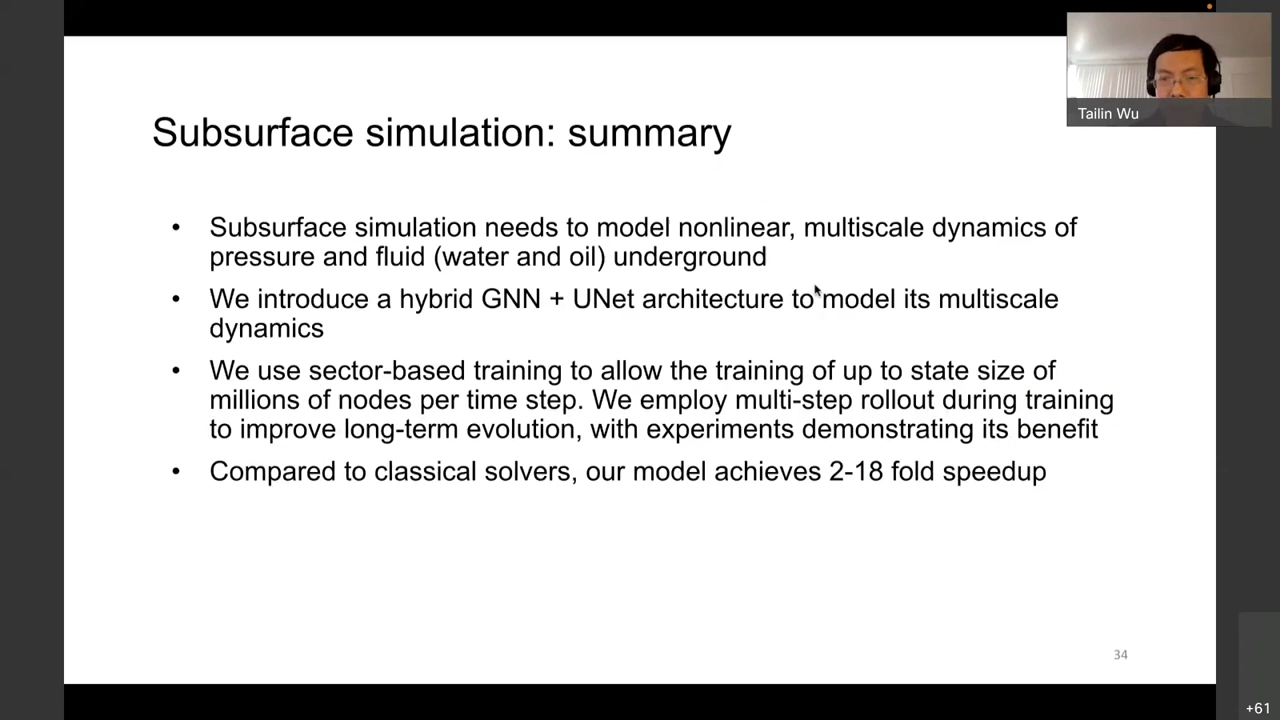 Tailin Wu
Subsurface simulation: summary
• Subsurface simulation needs to model nonlinear, multiscale dynamics of
pressure and fluid (water and oil) underground
• We introduce a hybrid GNN + UNet architecture to model its multiscale
dynamics
• We use sector-based training to allow the training of up to state size of
millions of nodes per time step. We employ multi-step rollout during training
to improve long-term evolution, with experiments demonstrating its benefit
• Compared to classical solvers, our model achieves 2-18 fold speedup
34
+61